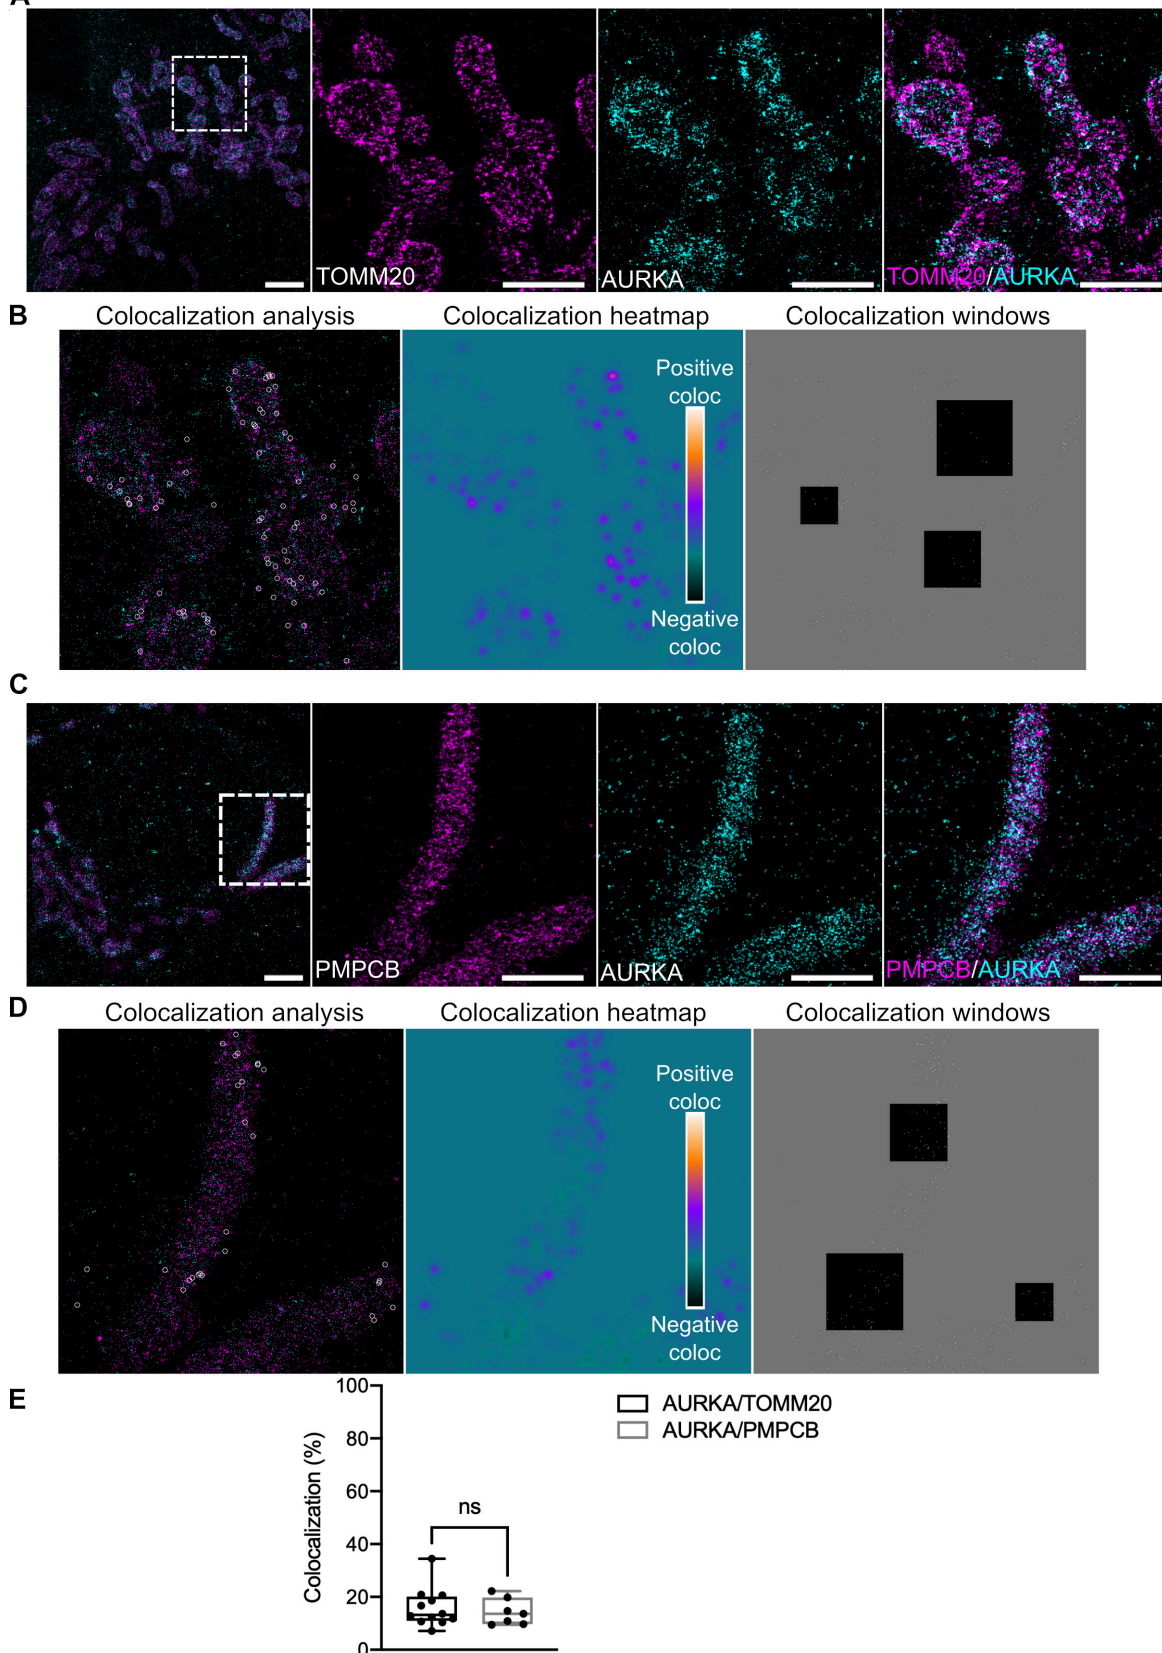 A
TOMM20
AURKA
TOMM20/AURKA
B
Colocalization analysis
Colocalization heatmap
Colocalization windows
Positive
coloc
Negative
coloc
C
PMPCB
AURKA
PMPCB/AURKA
D
Colocalization analysis
Colocalization heatmap
Colocalization windows
Positive
coloc
Negative
coloc
E
100
80
60
40
20
0
Colocalization (%)
ns
AURKA/TOMM20
AURKA/PMPCB